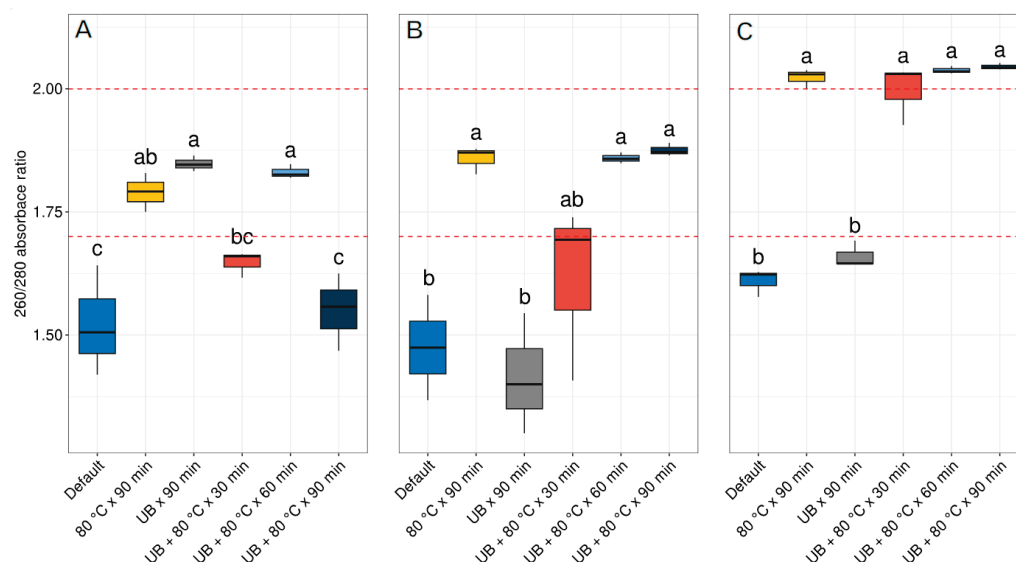 A
B
C
260/280 absorbace ratio
2.00
1.75
1.50
c
ab
a
bc
a
c
b
a
b
ab
a
a
b
a
b
a
a
a
Default
80 °C x 90 min
UB x 90 min
UB + 80 °C x 30 min
UB + 80 °C x 60 min
UB + 80 °C x 90 min
Default
80 °C x 90 min
UB x 90 min
UB + 80 °C x 30 min
UB + 80 °C x 60 min
UB + 80 °C x 90 min
Default
80 °C x 90 min
UB x 90 min
UB + 80 °C x 30 min
UB + 80 °C x 60 min
UB + 80 °C x 90 min